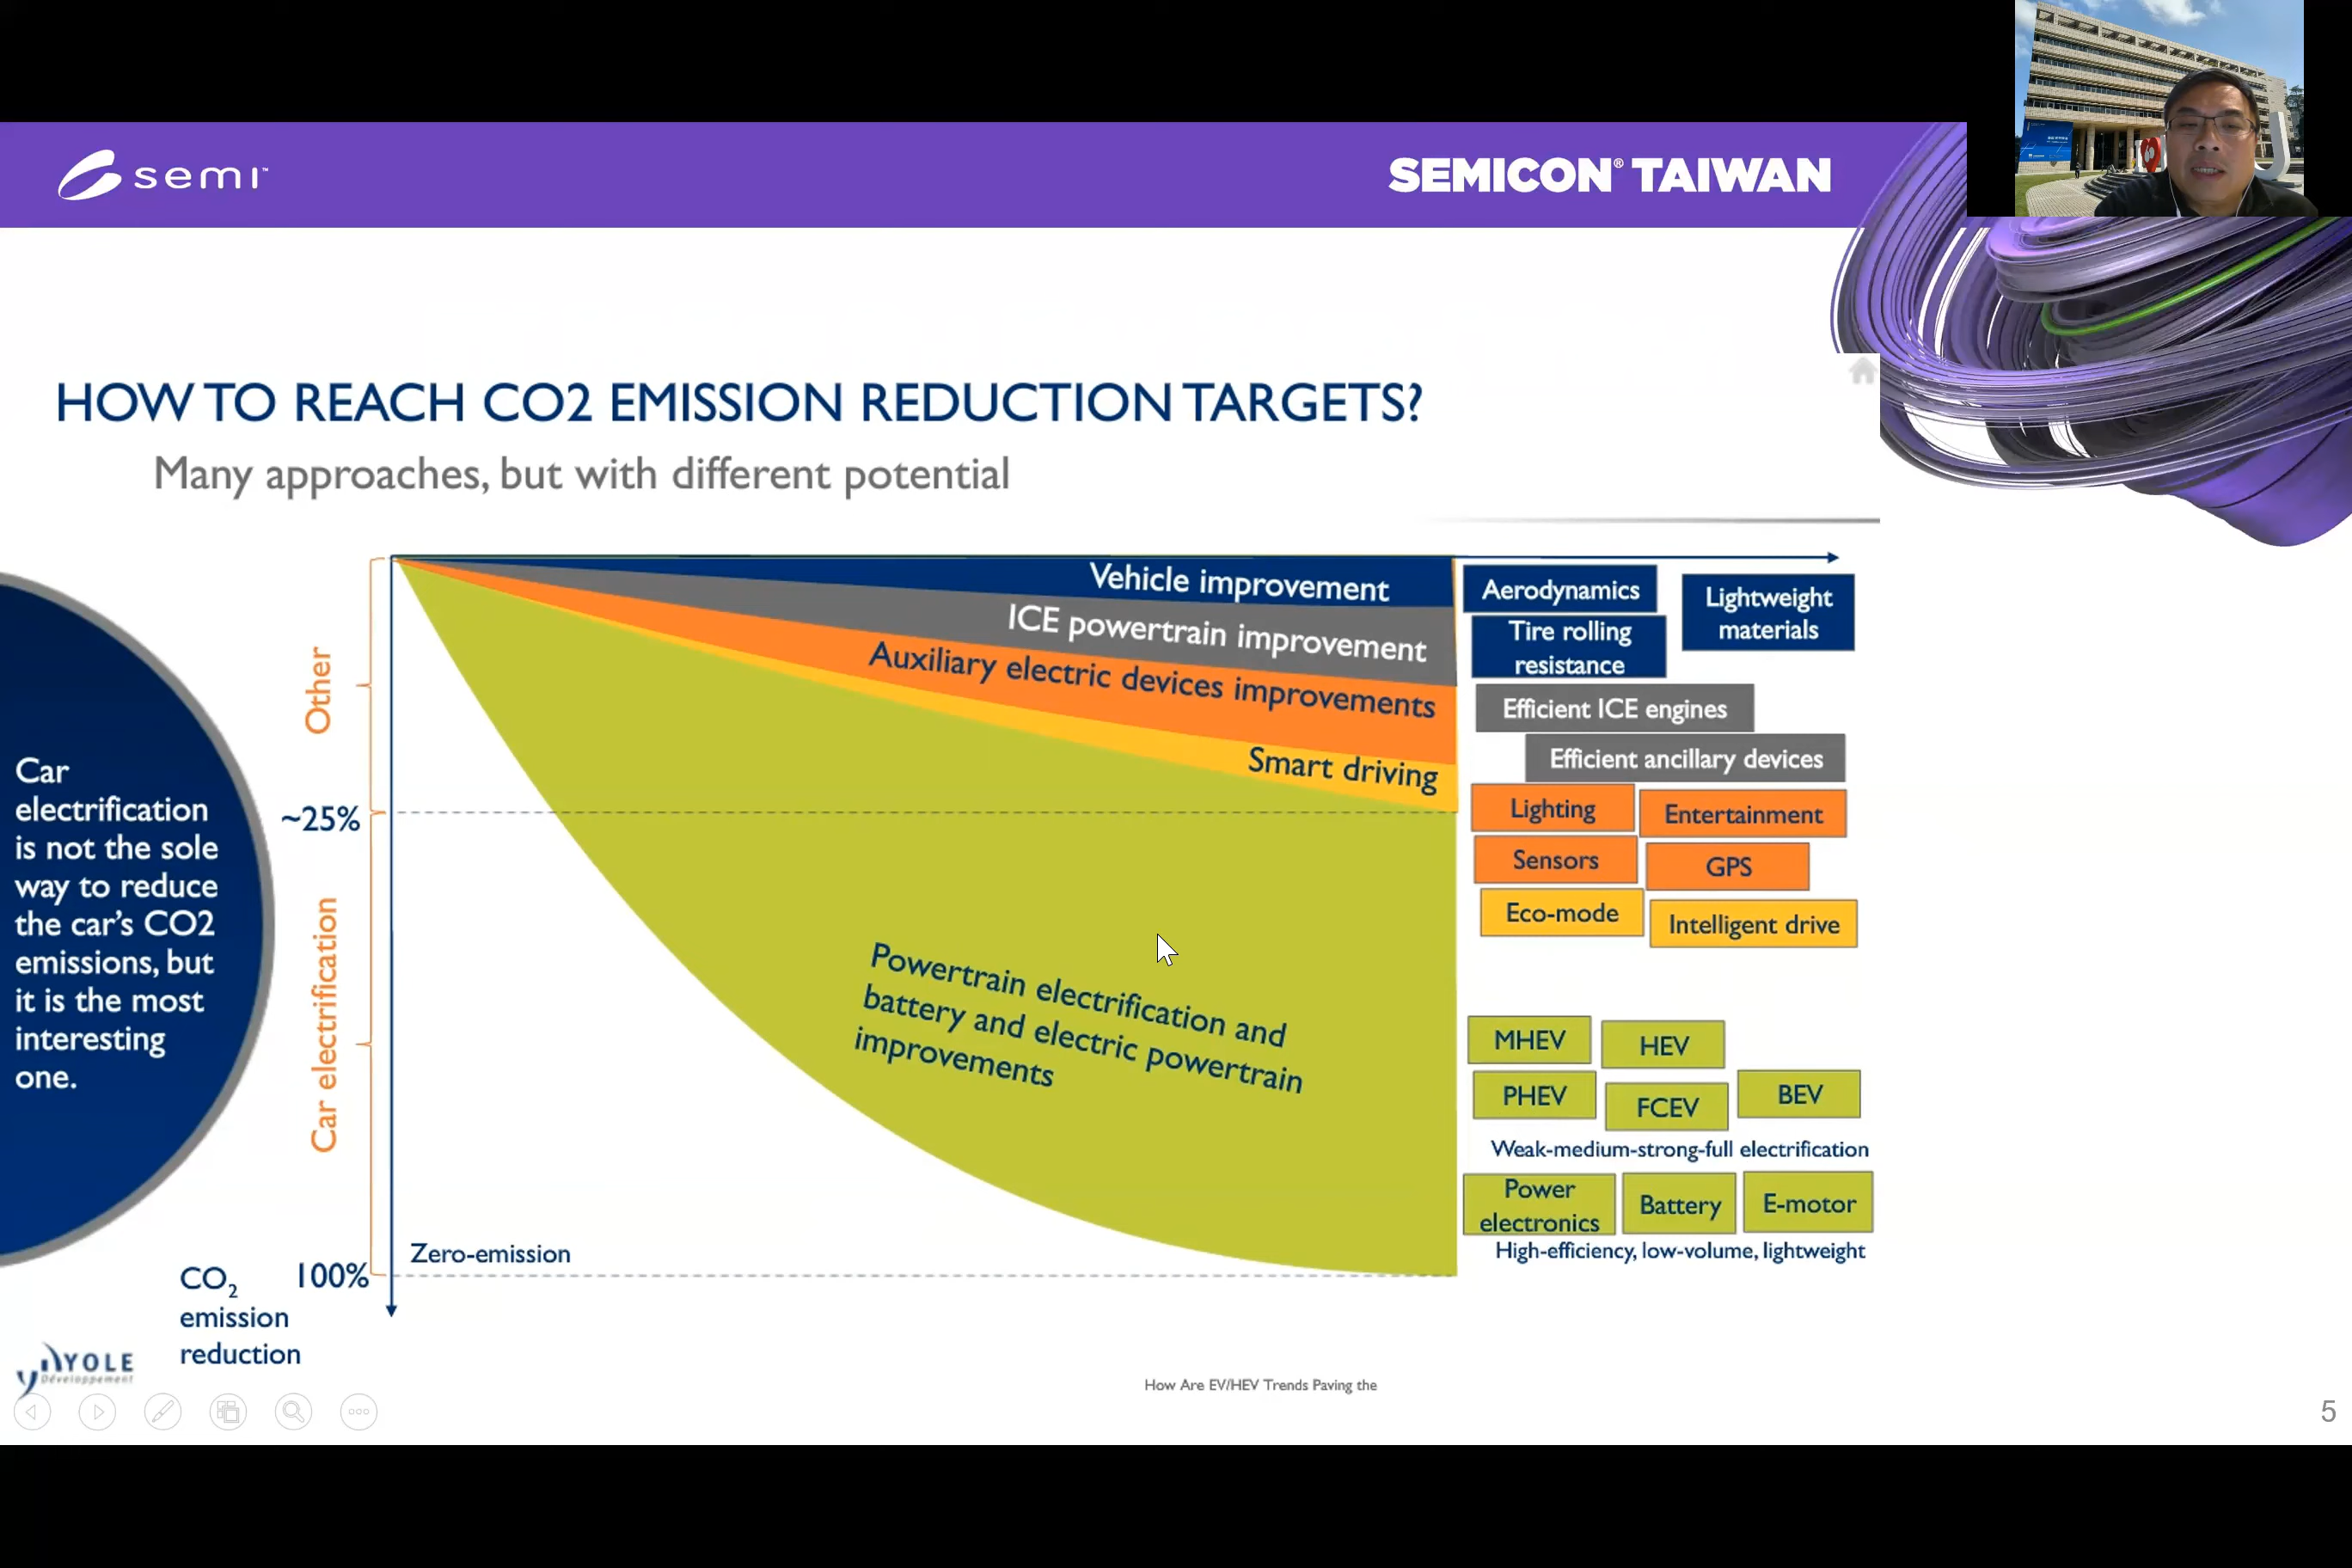 semi™
SEMICON® TAIWAN
HOW TO REACH CO2 EMISSION REDUCTION TARGETS?
Many approaches, but with different potential
Car
electrification
is not the sole
way to reduce
the car's CO2
emissions, but
it is the most
interesting
one.
Other
~25%
Car electrification
100%
CO₂
emission
reduction
Zero-emission
Vehicle improvement
ICE powertrain improvement
Auxiliary electric devices improvements
Smart driving
Powertrain electrification and
battery and electric powertrain
improvements
Aerodynamics
Lightweight
materials
Tire rolling
resistance
Efficient ICE engines
Efficient ancillary devices
Lighting
Entertainment
Sensors
GPS
Eco-mode
Intelligent drive
MHEV
HEV
PHEV
FCEV
BEV
Weak-medium-strong-full electrification
Power
electronics
Battery
E-motor
High-efficiency, low-volume, lightweight
YOLE
Développement
How Are EV/HEV Trends Paving the
5